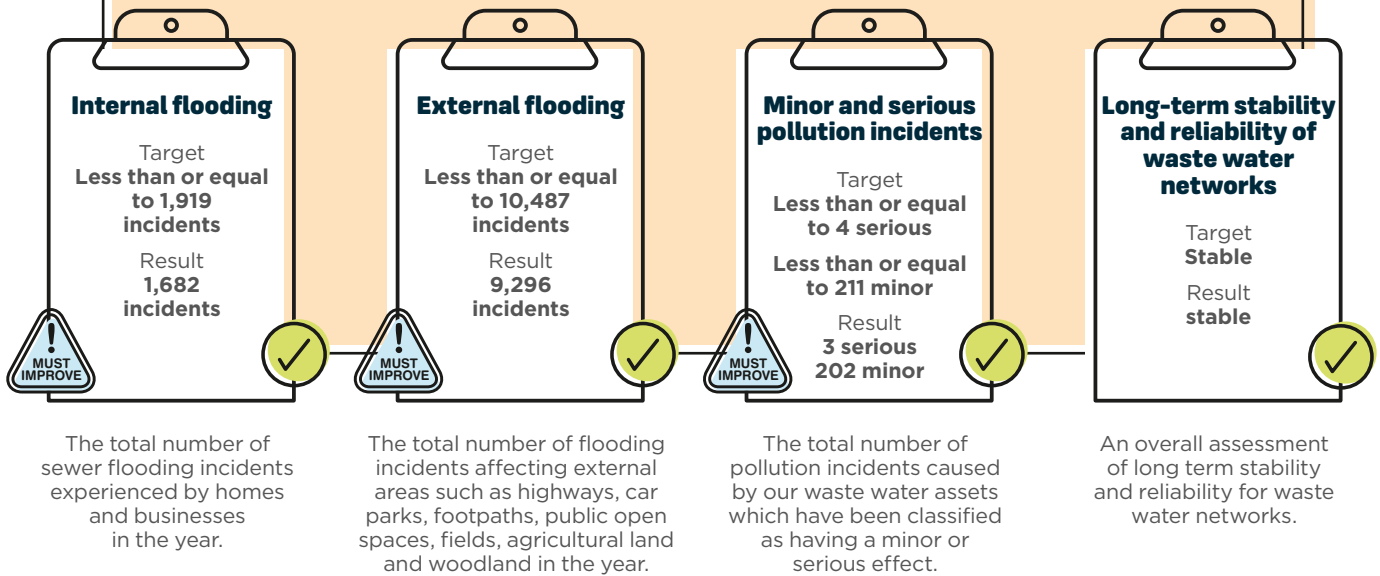 Internal flooding
Target
Less than or equal
to 1,919
incidents
Result
1,682
incidents
!
MUST
IMPROVE
The total number of
sewer flooding incidents
experienced by homes
and businesses
in the year.
External flooding
Target
Less than or equal
to 10,487
incidents
Result
9,296
incidents
!
MUST
IMPROVE
The total number of flooding
incidents affecting external
areas such as highways, car
parks, footpaths, public open
spaces, fields, agricultural land
and woodland in the year.
Minor and serious
pollution incidents
Target
Less than or equal
to 4 serious
Less than or equal
to 211 minor
Result
3 serious
202 minor
!
MUST
IMPROVE
The total number of
pollution incidents caused
by our waste water assets
which have been classified
as having a minor or
serious effect.
Long-term stability
and reliability of
waste water
networks
Target
Stable
Result
stable
An overall assessment
of long term stability
and reliability for waste
water networks.